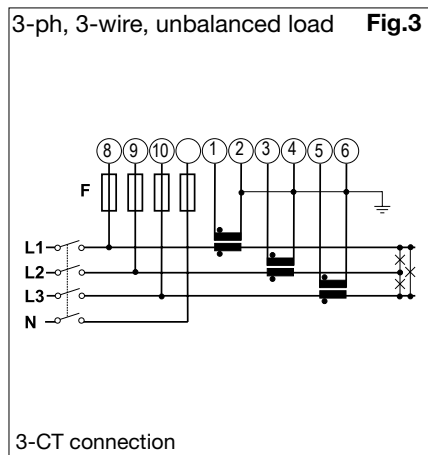 3-ph, 3-wire, unbalanced load Fig.3
8 9 10 1 2 3 4 5 6
F
L1
L2
L3
N
3-CT connection